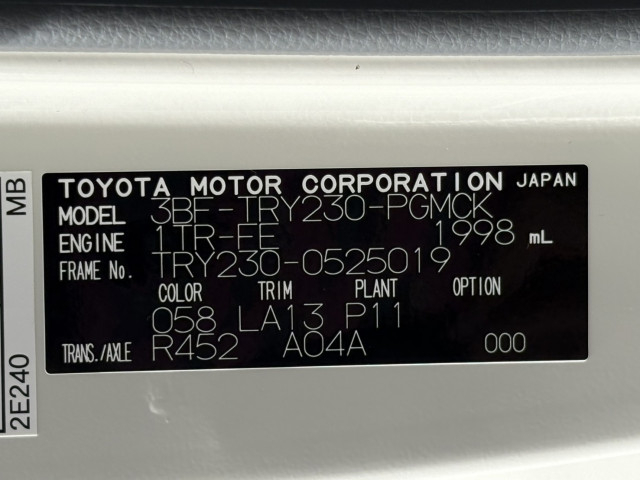 TOYOTA MOTOR CORPORATION JAPAN
MODEL 3BF-TRY230-PGMCK
ENGINE 1TR-FE 1998 mL
FRAME No. TRY230-0525019
COLOR TRIM PLANT OPTION
058 LA13 P11
TRANS./AXLE R452 A04A 000
MB
2E240